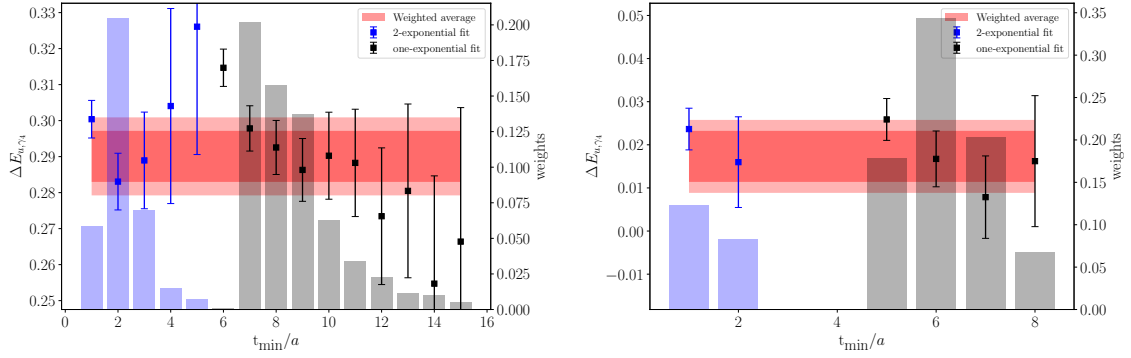 Weighted average
2-exponential fit
one-exponential fit
0.33
0.32
0.31
0.30
0.29
0.28
0.27
0.26
0.25
ΔE_{u,γ_4}
0.200
0.175
0.150
0.125
0.100
0.075
0.050
0.025
0.000
weights
0 2 4 6 8 10 12 14 16
t_{min}/a
Weighted average
2-exponential fit
one-exponential fit
0.05
0.04
0.03
0.02
0.01
0.00
−0.01
ΔE_{u,γ_4}
0.35
0.30
0.25
0.20
0.15
0.10
0.05
0.00
weights
2 4 6 8
t_{min}/a